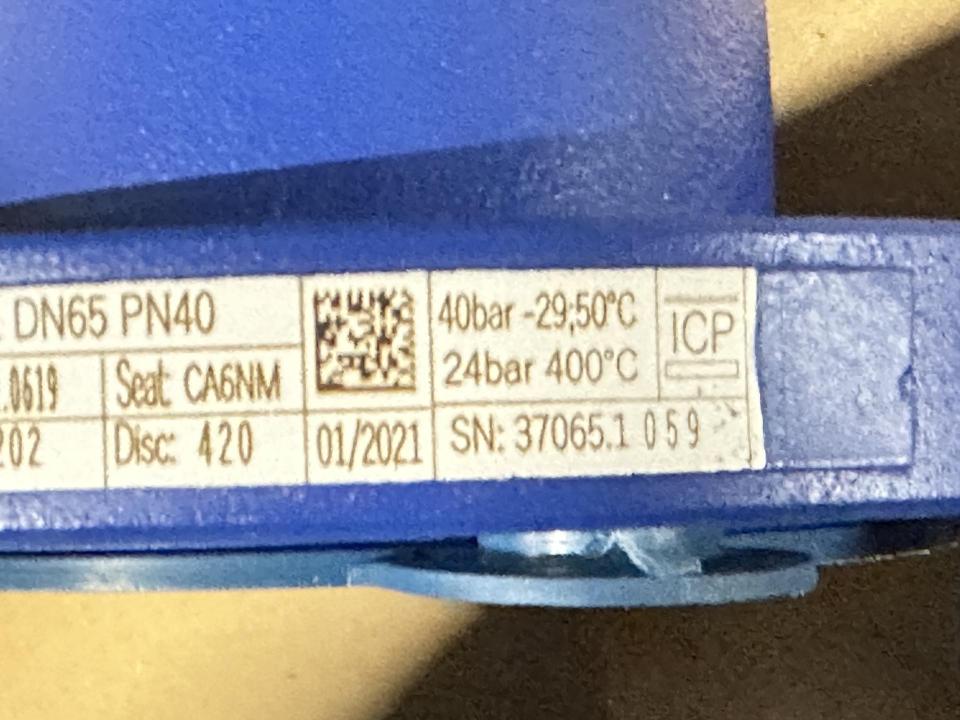 DN65 PN40
.0619 Seat: CA6NM
202 Disc: 420
01/2021
40bar -29;50°C
24bar 400°C
ICP
SN: 37065.1 059